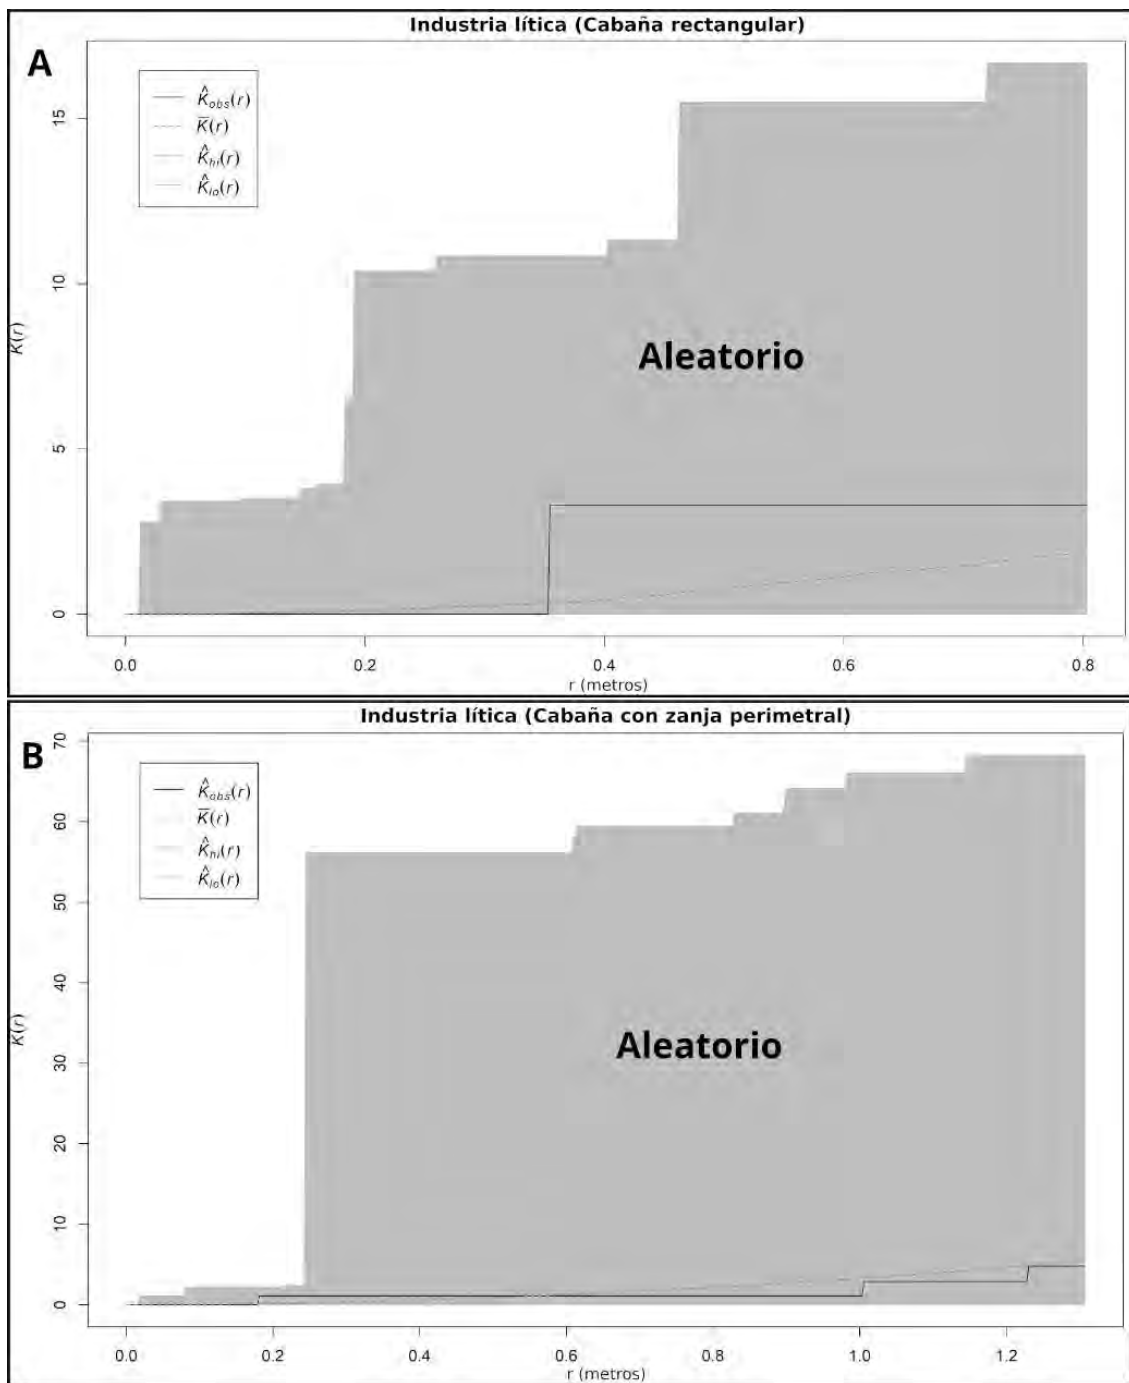 Industria lítica (Cabaña rectangular)
A
K̂obs(r)
K̄(r)
K̂hi(r)
K̂lo(r)
15
10
5
0
K(r)
Aleatorio
0.0 0.2 0.4 0.6 0.8
r (metros)
Industria lítica (Cabaña con zanja perimetral)
B
K̂obs(r)
K̄(r)
K̂hi(r)
K̂lo(r)
70
60
50
40
30
20
10
0
K(r)
Aleatorio
0.0 0.2 0.4 0.6 0.8 1.0 1.2
r (metros)